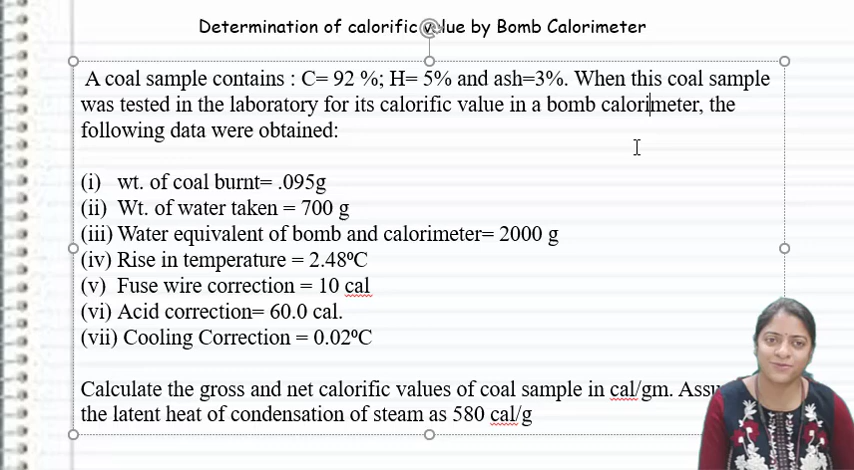 Determination of calorific value by Bomb Calorimeter
A coal sample contains : C= 92 %; H= 5% and ash=3%. When this coal sample
was tested in the laboratory for its calorific value in a bomb calorimeter, the
following data were obtained:
(i) wt. of coal burnt= .095g
(ii) Wt. of water taken = 700 g
(iii) Water equivalent of bomb and calorimeter= 2000 g
(iv) Rise in temperature = 2.48⁰C
(v) Fuse wire correction = 10 cal
(vi) Acid correction= 60.0 cal.
(vii) Cooling Correction = 0.02⁰C
Calculate the gross and net calorific values of coal sample in cal/gm.
the latent heat of condensation of steam as 580 cal/g